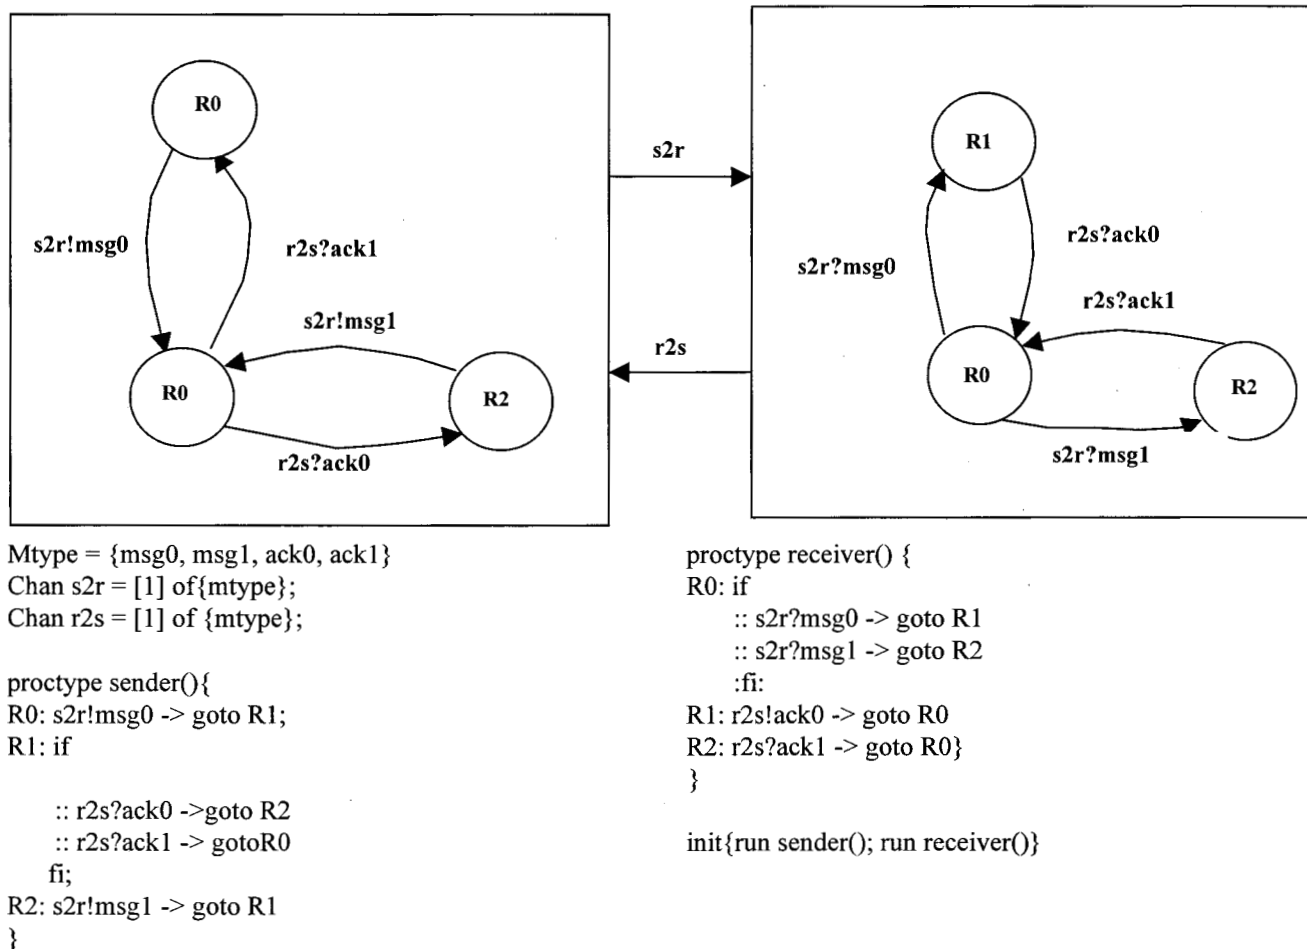 R0
s2r!msg0
r2s?ack1
s2r!msg1
R0
R2
r2s?ack0
s2r
r2s
R1
r2s?ack0
s2r?msg0
r2s?ack1
R0
R2
s2r?msg1
Mtype = {msg0, msg1, ack0, ack1}
Chan s2r = [1] of{mtype};
Chan r2s = [1] of {mtype};
proctype sender(){
R0: s2r!msg0 -> goto R1;
R1: if
:: r2s?ack0 ->goto R2
:: r2s?ack1 -> gotoR0
fi;
R2: s2r!msg1 -> goto R1
}
proctype receiver() {
R0: if
:: s2r?msg0 -> goto R1
:: s2r?msg1 -> goto R2
:fi:
R1: r2s!ack0 -> goto R0
R2: r2s?ack1 -> goto R0}
}
init{run sender(); run receiver()}